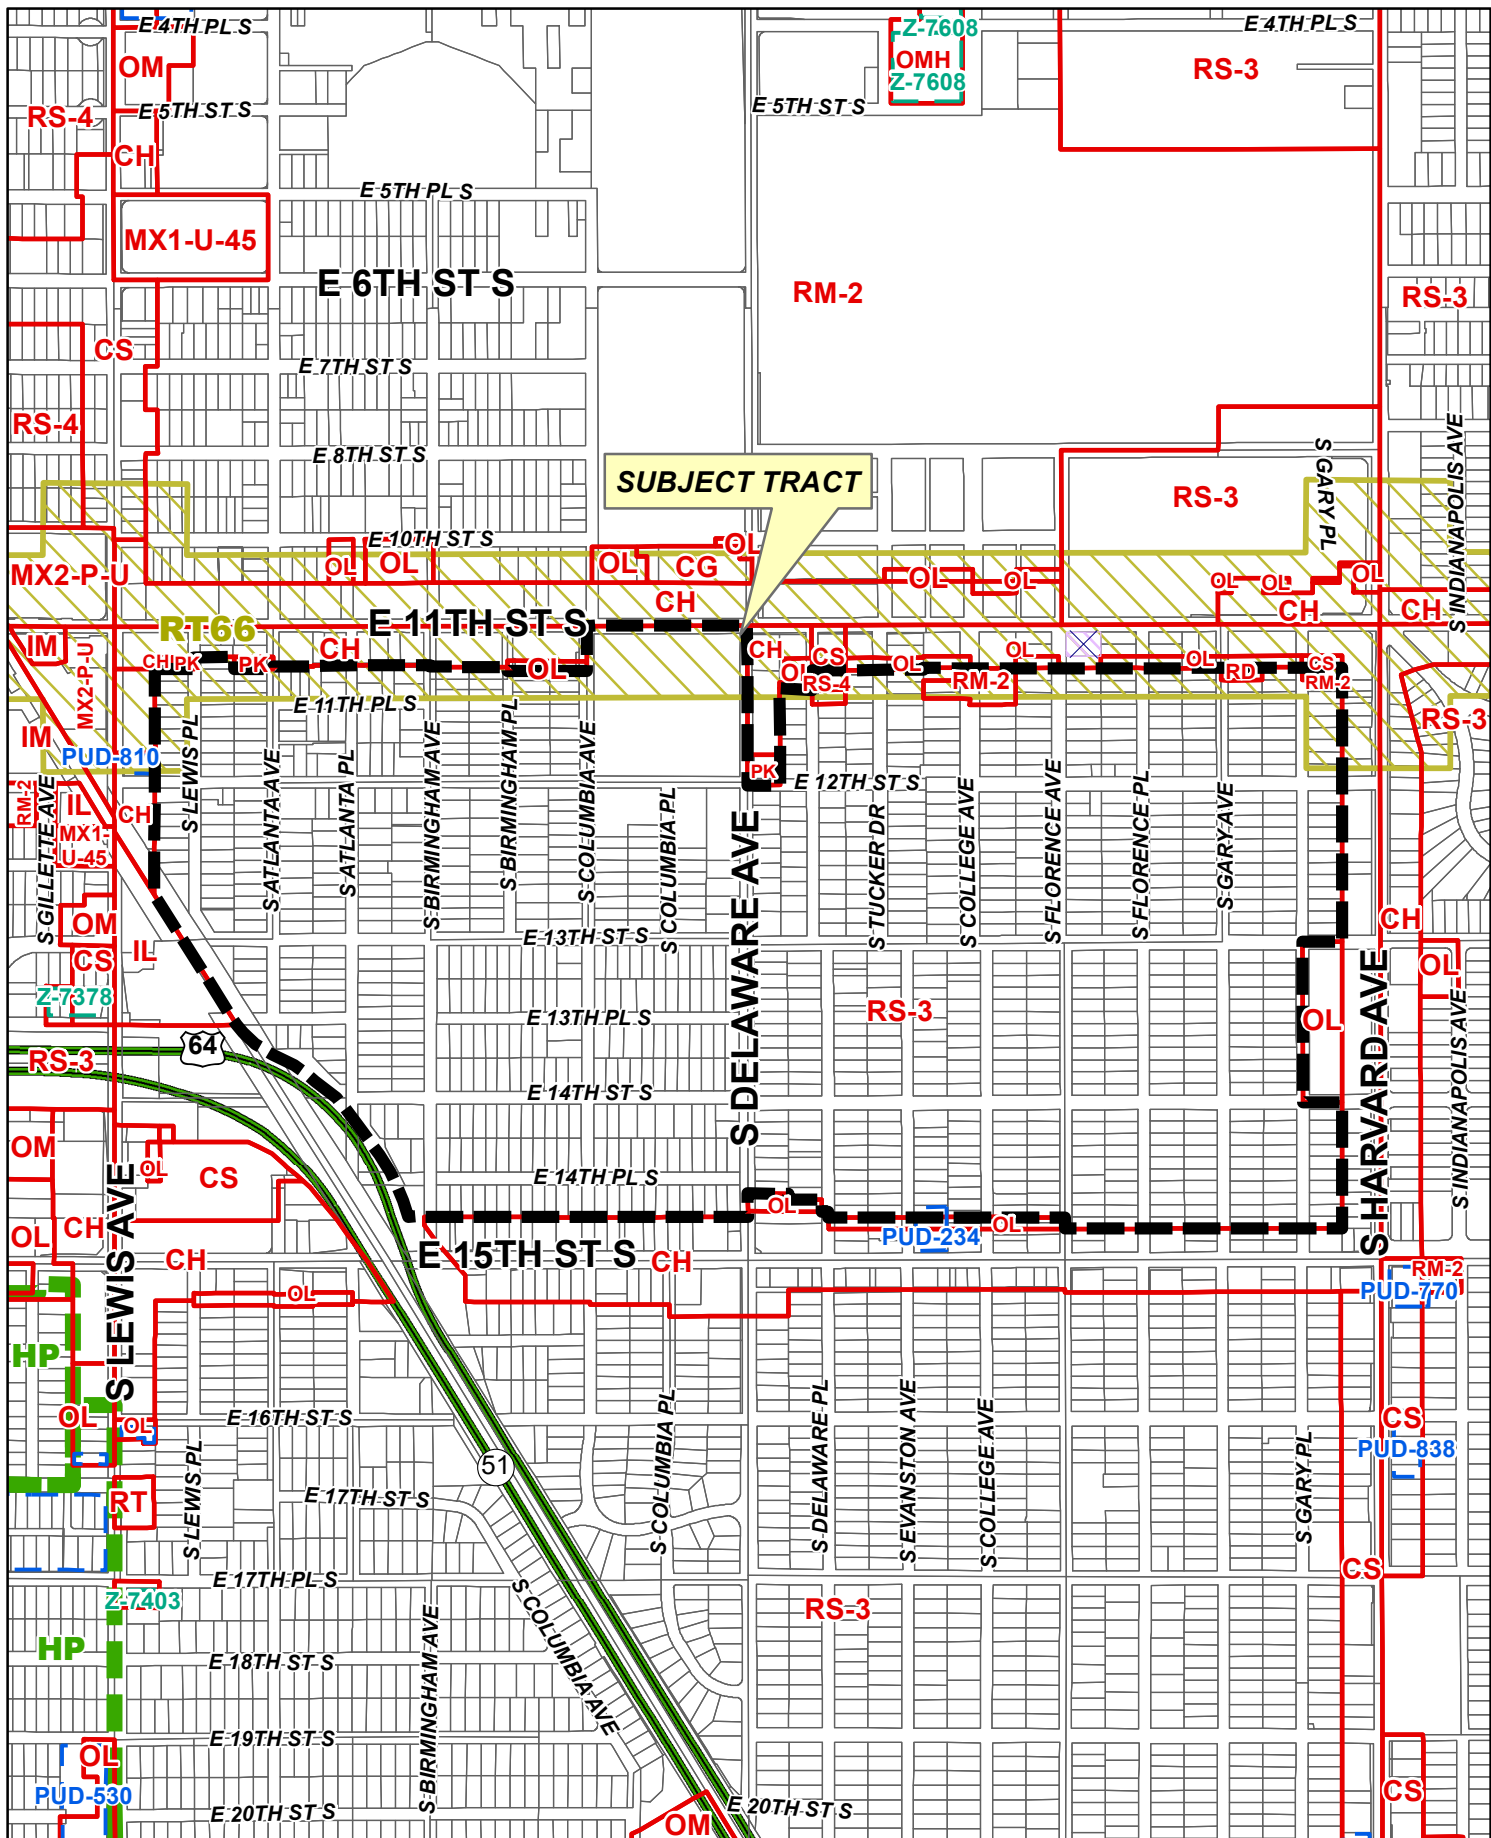 E 4TH PL S
Z-7608
E 4TH PL S
OM
OMH
RS-3
Z-7608
RS-4
E 5TH ST S
E 5TH ST S
CH
E 5TH PL S
MX1-U-45
E 6TH ST S
RM-2
RS-3
CS
E 7TH ST S
RS-4
E 8TH ST S
S GARY PL
S INDIANAPOLIS AVE
SUBJECT TRACT
RS-3
E 10TH ST S
OL
OL
OL
OL
CG
MX2-P-U
OL
OL
OL
OL
OL
CH
CH
CH
RT66
E 11TH ST S
IM
MX2-P-U
CH
PK
PK
CH
OL
CH
CS
OL
OL
OL
OL
CS
RS-4
RM-2
RD
RM-2
E 11TH PL S
RS-3
IM
PUD-810
PK
E 12TH ST S
RM-2
IL
CH
MX1-
U-45
S GILLETTE AVE
S LEWIS PL
S ATLANTA AVE
S ATLANTA PL
S BIRMINGHAM AVE
S BIRMINGHAM PL
S COLUMBIA AVE
S COLUMBIA PL
S DELAWARE AVE
S TUCKER DR
S COLLEGE AVE
S FLORENCE AVE
S FLORENCE PL
S GARY AVE
OM
CH
E 13TH ST S
CS
IL
OL
Z-7378
E 13TH PL S
RS-3
OL
S HARVARD AVE
S INDIANAPOLIS AVE
64
RS-3
E 14TH ST S
OM
OL
CS
E 14TH PL S
OL
OL
CH
OL
PUD-234
S LEWIS AVE
CH
E 15TH ST S
CH
RM-2
PUD-770
OL
HP
OL
OL
E 16TH ST S
CS
PUD-838
S LEWIS PL
51
S COLUMBIA PL
S DELAWARE PL
S EVANSTON AVE
S COLLEGE AVE
S GARY PL
RT
E 17TH ST S
E 17TH PL S
CS
Z-7403
S COLUMBIA AVE
RS-3
HP
E 18TH ST S
S BIRMINGHAM AVE
E 19TH ST S
OL
PUD-530
CS
E 20TH ST S
E 20TH ST S
OM